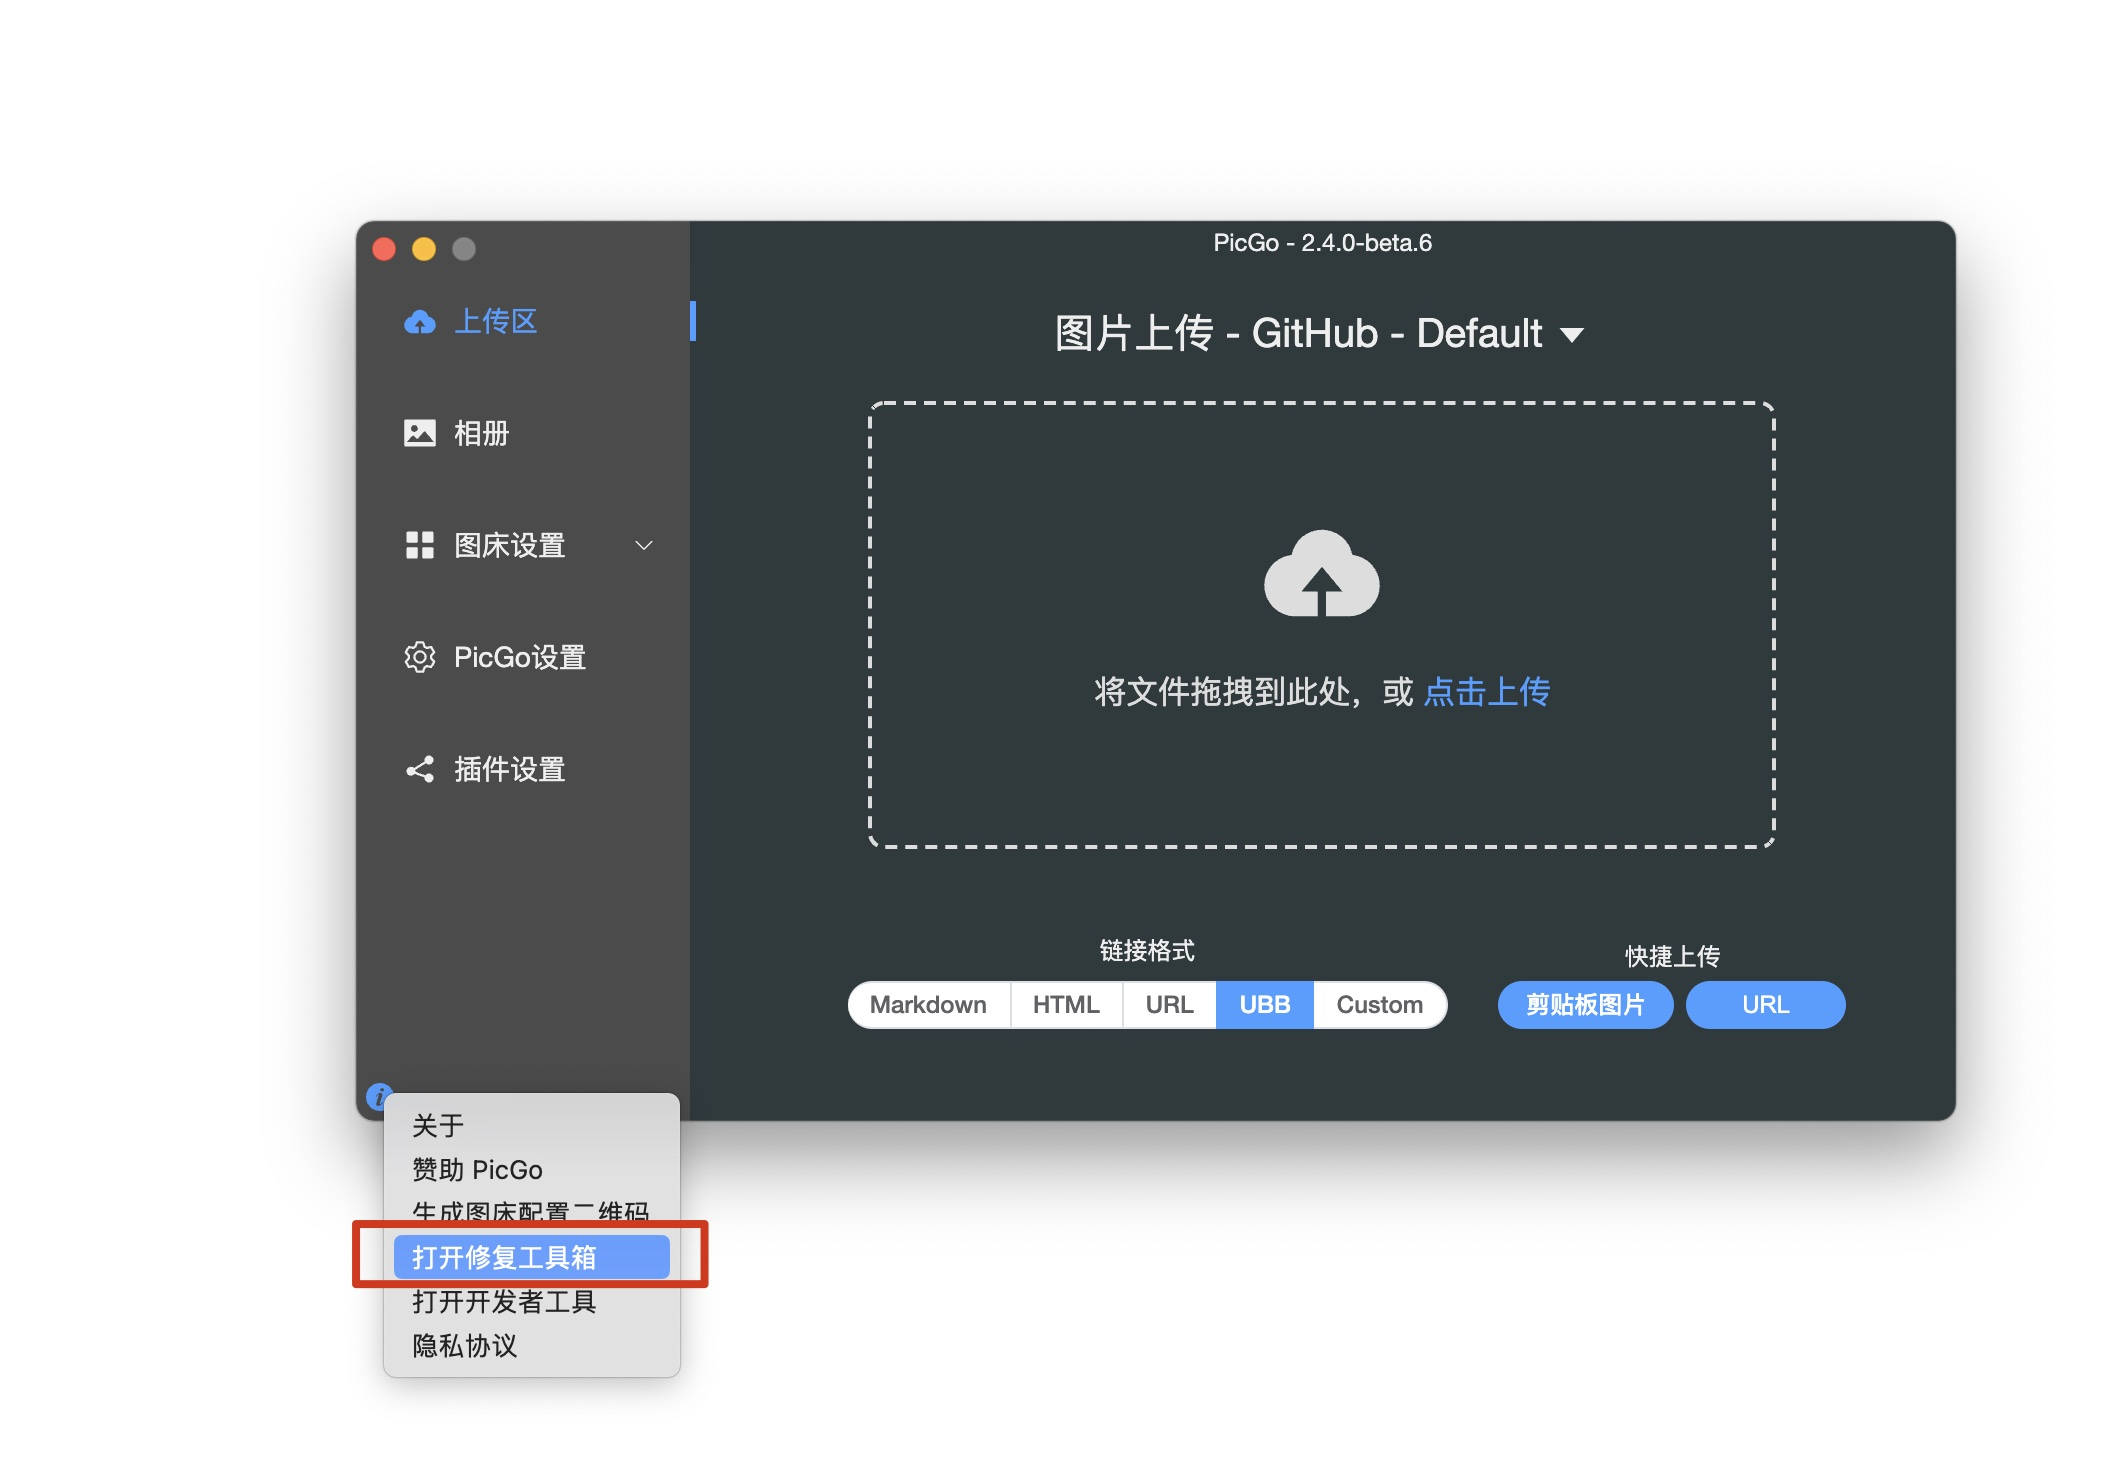 PicGo - 2.4.0-beta.6
上传区
相册
图床设置
PicGo设置
插件设置
图片上传 - GitHub - Default
将文件拖拽到此处，或 点击上传
链接格式
Markdown HTML URL UBB Custom
快捷上传
剪贴板图片 URL
i
关于
赞助 PicGo
生成图床配置二维码
打开修复工具箱
打开开发者工具
隐私协议